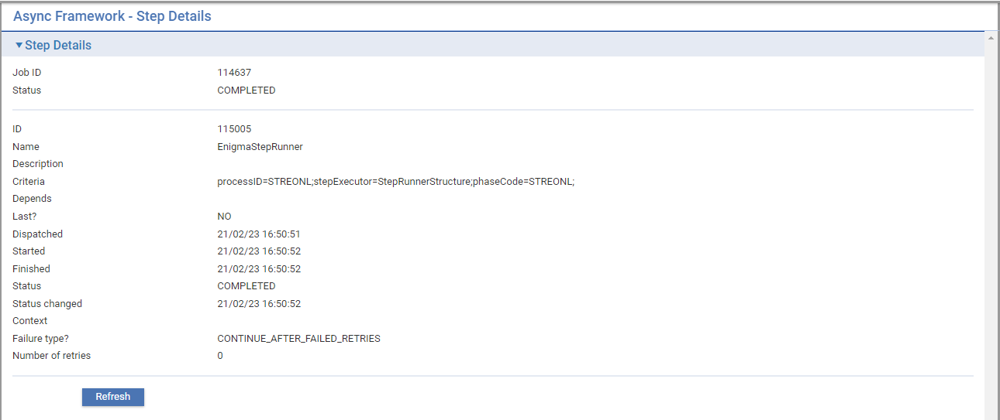 Async Framework - Step Details
Step Details
Job ID 114637
Status COMPLETED
ID 115005
Name EnigmaStepRunner
Description
Criteria processID=STREONL;stepExecutor=StepRunnerStructure;phaseCode=STREONL;
Depends
Last? NO
Dispatched 21/02/23 16:50:51
Started 21/02/23 16:50:52
Finished 21/02/23 16:50:52
Status COMPLETED
Status changed 21/02/23 16:50:52
Context
Failure type? CONTINUE_AFTER_FAILED_RETRIES
Number of retries 0
Refresh